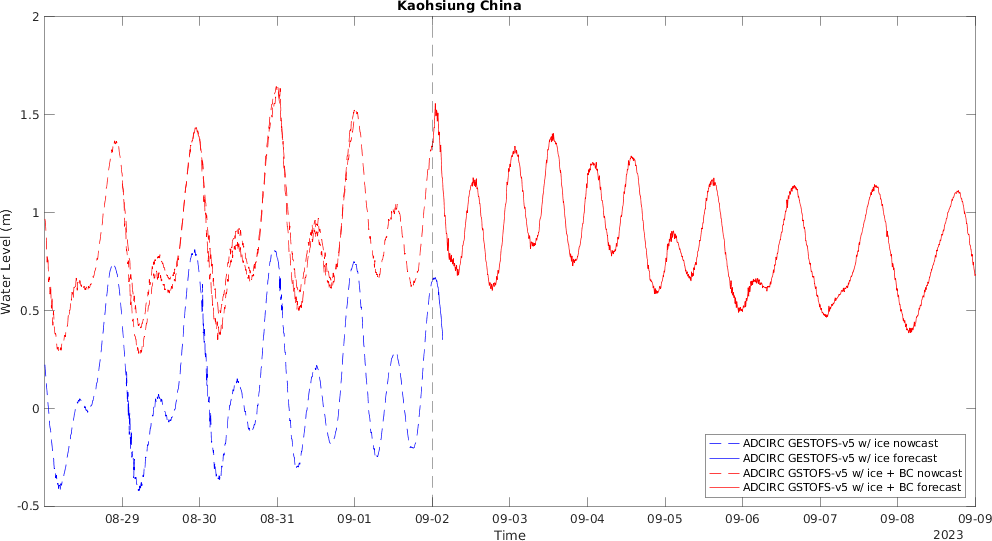 Kaohsiung China
2
1.5
1
0.5
0
-0.5
Water Level (m)
ADCIRC GESTOFS-v5 w/ ice nowcast
ADCIRC GESTOFS-v5 w/ ice forecast
ADCIRC GSTOFS-v5 w/ ice + BC nowcast
ADCIRC GSTOFS-v5 w/ ice + BC forecast
08-29 08-30 08-31 09-01 09-02 09-03 09-04 09-05 09-06 09-07 09-08 09-09
Time
2023